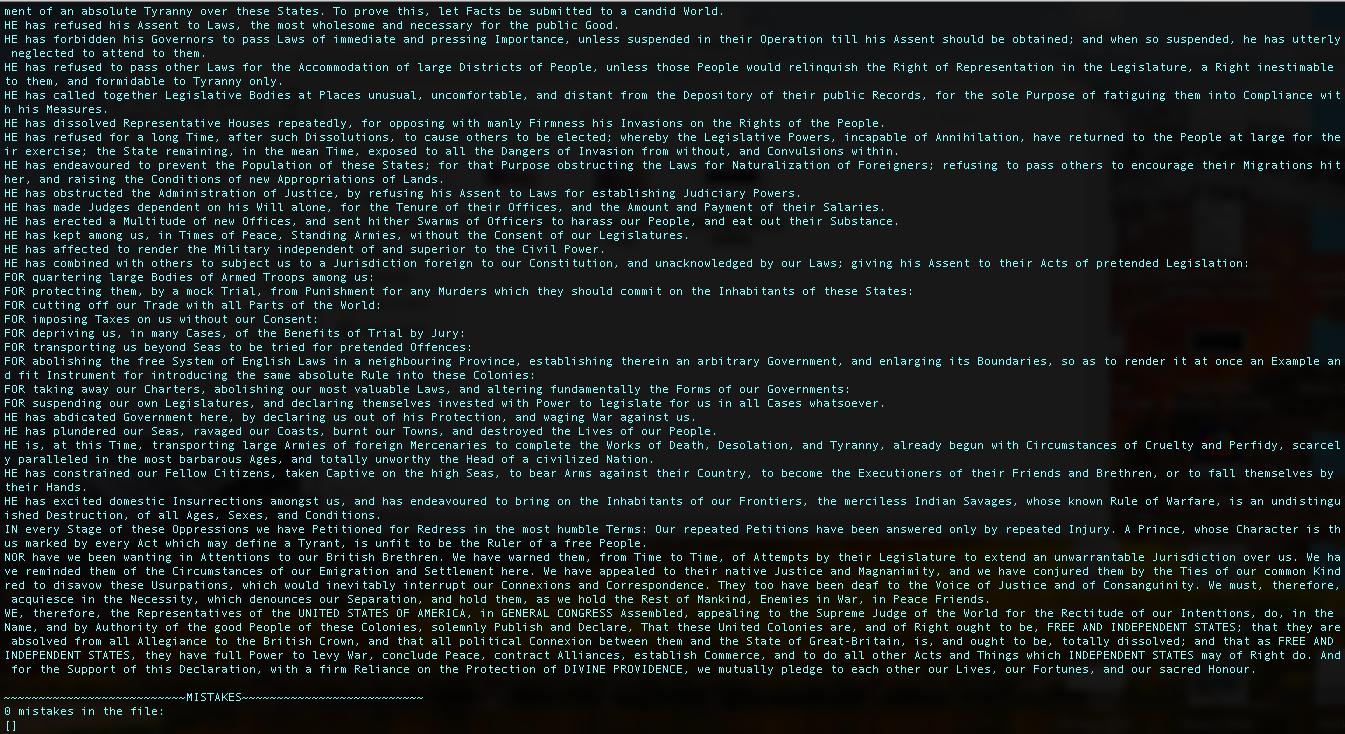 ment of an absolute Tyranny over these States. To prove this, let Facts be submitted to a candid World.
HE has refused his Assent to Laws, the most wholesome and necessary for the public Good.
HE has forbidden his Governors to pass Laws of immediate and pressing Importance, unless suspended in their Operation till his Assent should be obtained; and when so suspended, he has utterly
 neglected to attend to them.
HE has refused to pass other Laws for the Accommodation of large Districts of People, unless those People would relinquish the Right of Representation in the Legislature, a Right inestimable
to them, and formidable to Tyranny only.
HE has called together Legislative Bodies at Places unusual, uncomfortable, and distant from the Depository of their public Records, for the sole Purpose of fatiguing them into Compliance wit
h his Measures.
HE has dissolved Representative Houses repeatedly, for opposing with manly Firmness his Invasions on the Rights of the People.
HE has refused for a long Time, after such Dissolutions, to cause others to be elected; whereby the Legislative Powers, incapable of Annihilation, have returned to the People at large for the
ir exercise; the State remaining, in the mean Time, exposed to all the Dangers of Invasion from without, and Convulsions within.
HE has endeavoured to prevent the Population of these States; for that Purpose obstructing the Laws for Naturalization of Foreigners; refusing to pass others to encourage their Migrations hit
her, and raising the Conditions of new Appropriations of Lands.
HE has obstructed the Administration of Justice, by refusing his Assent to Laws for establishing Judiciary Powers.
HE has made Judges dependent on his Will alone, for the Tenure of their Offices, and the Amount and Payment of their Salaries.
HE has erected a Multitude of new Offices, and sent hither Swarms of Officers to harass our People, and eat out their Substance.
HE has kept among us, in Times of Peace, Standing Armies, without the Consent of our Legislatures.
HE has affected to render the Military independent of and superior to the Civil Power.
HE has combined with others to subject us to a Jurisdiction foreign to our Constitution, and unacknowledged by our Laws; giving his Assent to their Acts of pretended Legislation:
FOR quartering large Bodies of Armed Troops among us:
FOR protecting them, by a mock Trial, from Punishment for any Murders which they should commit on the Inhabitants of these States:
FOR cutting off our Trade with all Parts of the World:
FOR imposing Taxes on us without our Consent:
FOR depriving us, in many Cases, of the Benefits of Trial by Jury:
FOR transporting us beyond Seas to be tried for pretended Offences:
FOR abolishing the free System of English Laws in a neighbouring Province, establishing therein an arbitrary Government, and enlarging its Boundaries, so as to render it at once an Example an
d fit Instrument for introducing the same absolute Rule into these Colonies:
FOR taking away our Charters, abolishing our most valuable Laws, and altering fundamentally the Forms of our Governments:
FOR suspending our own Legislatures, and declaring themselves invested with Power to legislate for us in all Cases whatsoever.
HE has abdicated Government here, by declaring us out of his Protection, and waging War against us.
HE has plundered our Seas, ravaged our Coasts, burnt our Towns, and destroyed the Lives of our People.
HE is, at this Time, transporting large Armies of foreign Mercenaries to complete the Works of Death, Desolation, and Tyranny, already begun with Circumstances of Cruelty and Perfidy, scarcel
y paralleled in the most barbarous Ages, and totally unworthy the Head of a civilized Nation.
HE has constrained our Fellow Citizens, taken Captive on the high Seas, to bear Arms against their Country, to become the Executioners of their Friends and Brethren, or to fall themselves by
their Hands.
HE has excited domestic Insurrections amongst us, and has endeavoured to bring on the Inhabitants of our Frontiers, the merciless Indian Savages, whose known Rule of Warfare, is an undistingu
ished Destruction, of all Ages, Sexes, and Conditions.
IN every Stage of these Oppressions we have Petitioned for Redress in the most humble Terms: Our repeated Petitions have been answered only by repeated Injury. A Prince, whose Character is th
us marked by every Act which may define a Tyrant, is unfit to be the Ruler of a free People.
NOR have we been wanting in Attentions to our British Brethren. We have warned them, from Time to Time, of Attempts by their Legislature to extend an unwarrantable Jurisdiction over us. We ha
ve reminded them of the Circumstances of our Emigration and Settlement here. We have appealed to their native Justice and Magnanimity, and we have conjured them by the Ties of our common Kind
red to disavow these Usurpations, which would inevitably interrupt our Connexions and Correspondence. They too have been deaf to the Voice of Justice and of Consanguinity. We must, therefore,
 acquiesce in the Necessity, which denounces our Separation, and hold them, as we hold the Rest of Mankind, Enemies in War, in Peace Friends.
WE, therefore, the Representatives of the UNITED STATES OF AMERICA, in GENERAL CONGRESS Assembled, appealing to the Supreme Judge of the World for the Rectitude of our Intentions, do, in the
Name, and by Authority of the good People of these Colonies, solemnly Publish and Declare, That these United Colonies are, and of Right ought to be, FREE AND INDEPENDENT STATES; that they are
 absolved from all Allegiance to the British Crown, and that all political Connexion between them and the State of Great-Britain, is, and ought to be, totally dissolved; and that as FREE AND
INDEPENDENT STATES, they have full Power to levy War, conclude Peace, contract Alliances, establish Commerce, and to do all other Acts and Things which INDEPENDENT STATES may of Right do. And
 for the Support of this Declaration, with a firm Reliance on the Protection of DIVINE PROVIDENCE, we mutually pledge to each other our Lives, our Fortunes, and our sacred Honour.
~~~~~~~~~~~~~~~~~~~~~~~~~~MISTAKES~~~~~~~~~~~~~~~~~~~~~~~~~~
0 mistakes in the file:
[]